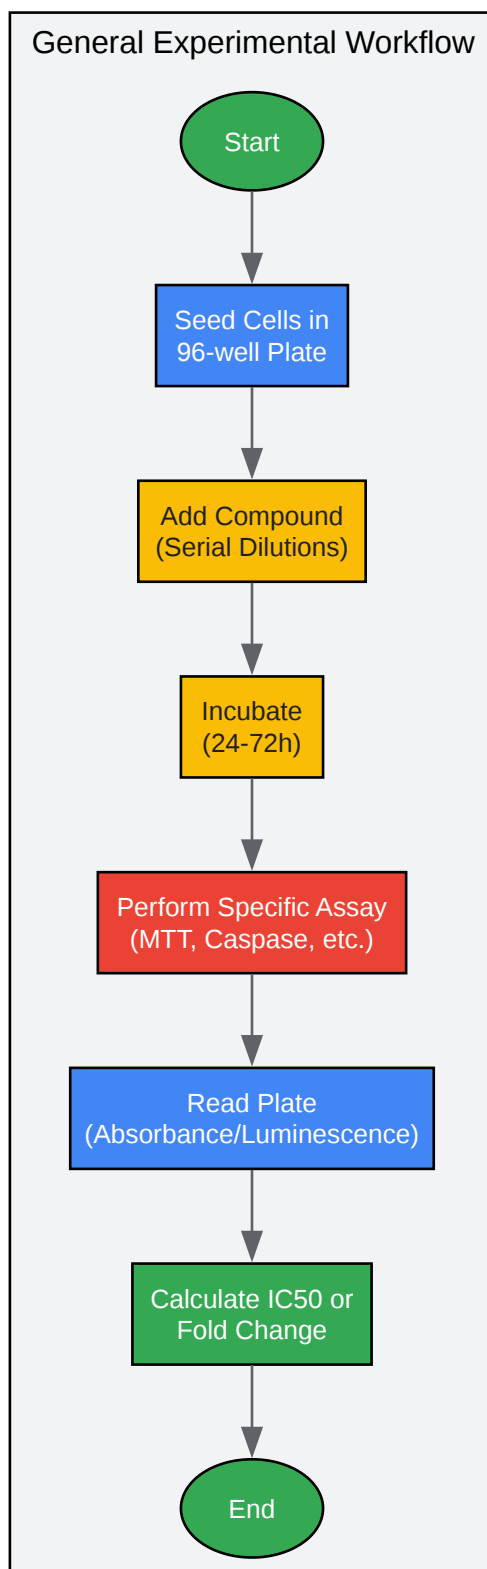 General Experimental Workflow
Start
Seed Cells in
96-well Plate
Add Compound
(Serial Dilutions)
Incubate
(24-72h)
Perform Specific Assay
(MTT, Caspase, etc.)
Read Plate
(Absorbance/Luminescence)
Calculate IC50 or
Fold Change
End